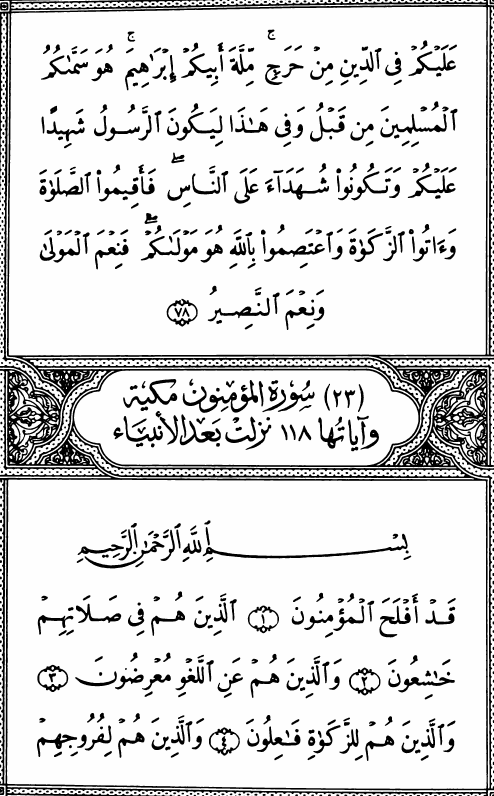 عَلَيْكُمْ فِى الدِّينِ مِنْ حَرَجٍ ۚ مِّلَّةَ أَبِيكُمْ إِبْرَٰهِيمَ ۚ هُوَ سَمَّىٰكُمُ
الْمُسْلِمِينَ مِن قَبْلُ وَفِى هَـٰذَا لِيَكُونَ الرَّسُولُ شَهِيدًا
عَلَيْكُمْ وَتَكُونُوا۟ شُهَدَآءَ عَلَى النَّاسِ ۖ فَأَقِيمُوا۟ الصَّلَوٰةَ
وَءَاتُوا۟ الزَّكَوٰةَ وَاعْتَصِمُوا۟ بِاللَّهِ هُوَ مَوْلَىٰكُمْ ۖ فَنِعْمَ الْمَوْلَىٰ
وَنِعْمَ النَّصِيرُ ٧٨
(٢٣) سُورَة المؤمنون مكية
وآياتها ١١٨ نزلت بعد الأنبياء
بِسْمِ اللَّهِ الرَّحْمَـٰنِ الرَّحِيمِ
قَدْ أَفْلَحَ الْمُؤْمِنُونَ ١ الَّذِينَ هُمْ فِى صَلَاتِهِمْ
خَـٰشِعُونَ ٢ وَالَّذِينَ هُمْ عَنِ اللَّغْوِ مُعْرِضُونَ ٣
وَالَّذِينَ هُمْ لِلزَّكَوٰةِ فَـٰعِلُونَ ٤ وَالَّذِينَ هُمْ لِفُرُوجِهِمْ